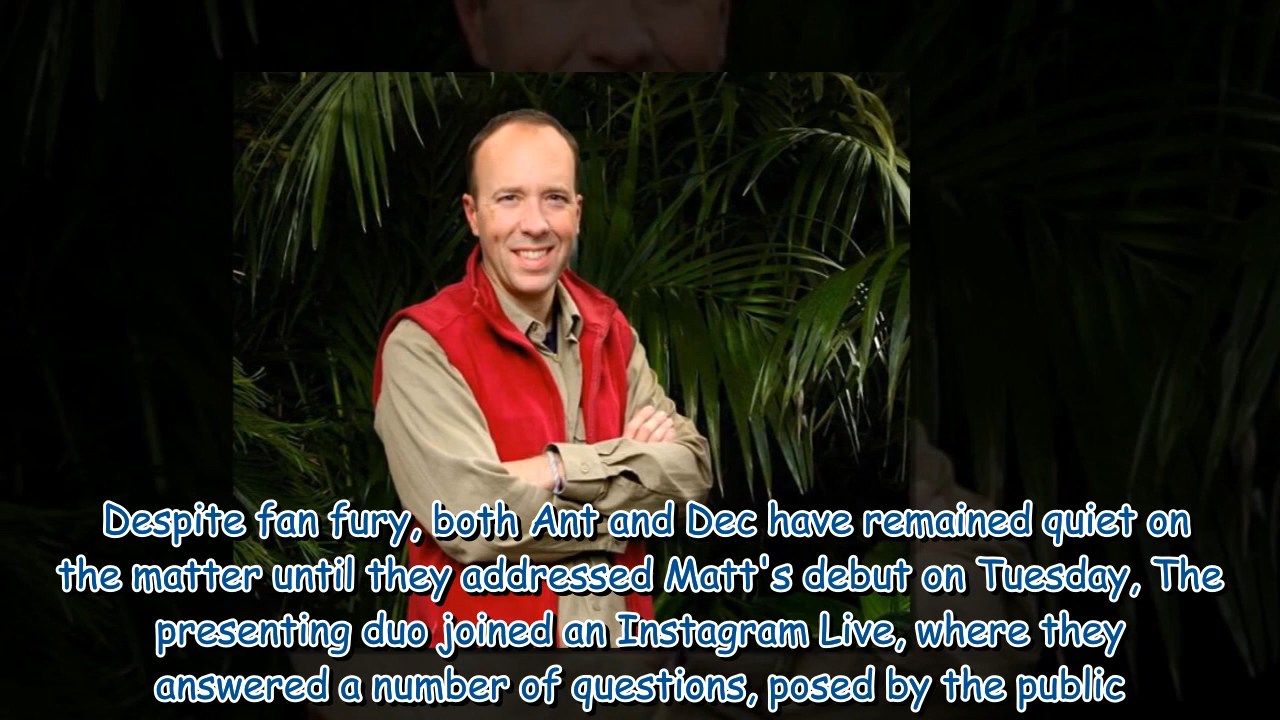 Despite fan fury, both Ant and Dec have remained quiet on
the matter until they addressed Matt's debut on Tuesday, The
presenting duo joined an Instagram Live, where they
answered a number of questions, posed by the public